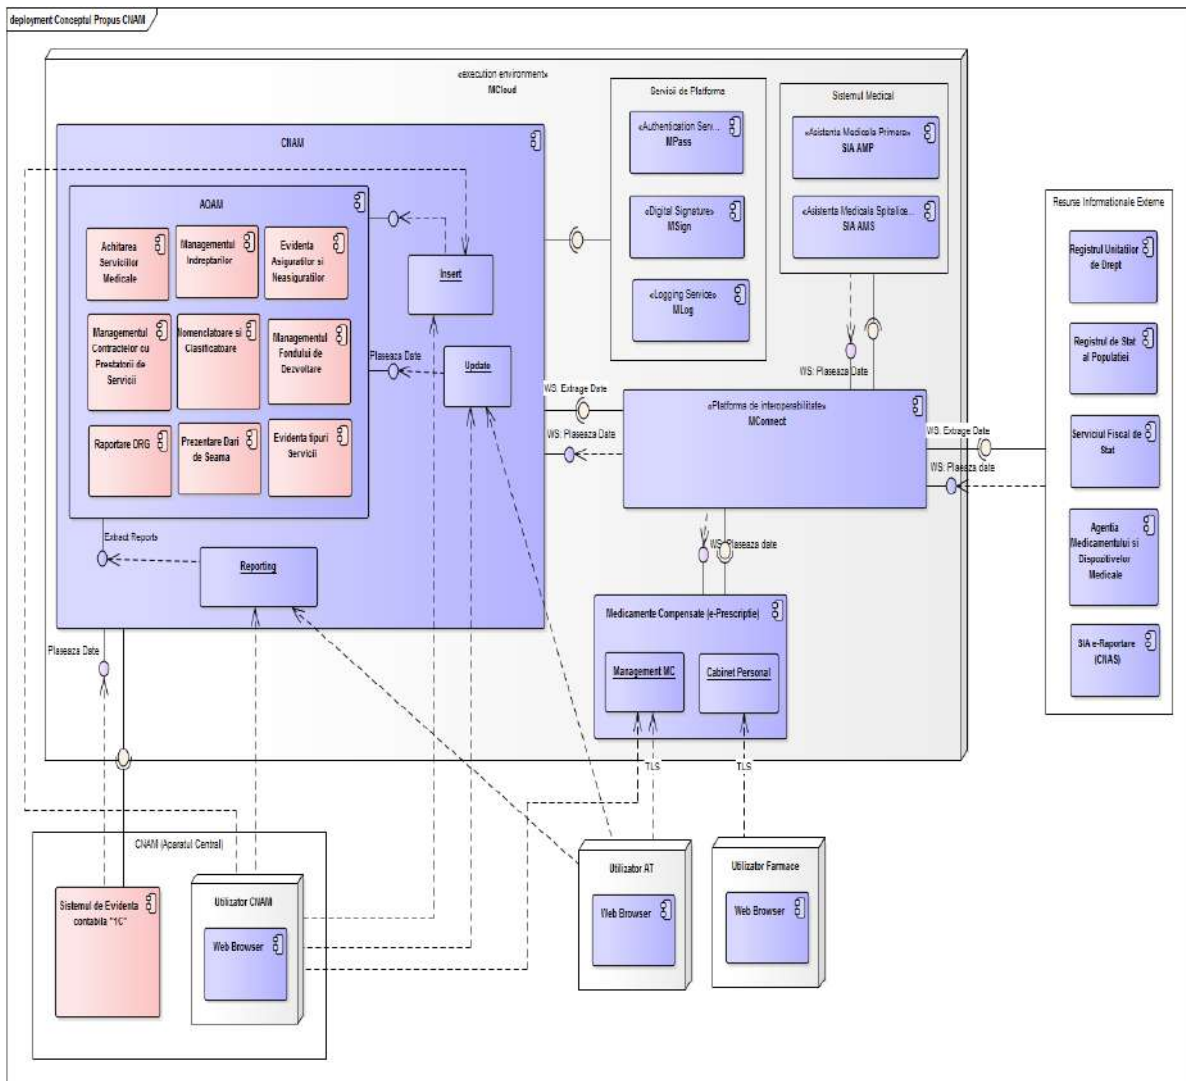 deployment Conceptul Propus CNAM
«execution environment»
MCloud
CNAM
AOAM
Achitarea
Serviciilor
Medicale
Managementul
Indreptarilor
Evidenta
Asiguratilor si
Neasiguratilor
Managementul
Contractelor cu
Prestatorii de
Servicii
Nomenclatoare si
Clasificatoare
Managementul
Fondului de
Dezvoltare
Raportare DRG
Prezentare Dari
de Seama
Evidenta tipuri
Servicii
Insert
Plaseaza Date
Update
Extract Reports
Reporting
Servicii de Platforma
«Authentication Serv...
MPass
«Digital Signature»
MSign
«Logging Service»
MLog
Sistemul Medical
«Asistenta Medicala Primara»
SIA AMP
«Asistenta Medicala Spitalice...
SIA AMS
WS: Plaseaza Date
WS: Extrage Date
WS: Plaseaza Date
«Platforma de interoperabilitate»
MConnect
WS: Extrage Date
WS: Plaseaza date
WS: Plaseaza date
Resurse Informationale Externe
Registrul Unitatilor
de Drept
Registrul de Stat
al Populatiei
Serviciul Fiscal de
Stat
Agentia
Medicamentului si
Dispozitivelor
Medicale
SIA e-Raportare
(CNAS)
Medicamente Compensate (e-Prescriptie)
Management MC
Cabinet Personal
TLS
TLS
Plaseaza Date
CNAM (Aparatul Central)
Sistemul de Evidenta
contabila "1C"
Utilizator CNAM
Web Browser
Utilizator AT
Web Browser
Utilizator Farmace
Web Browser